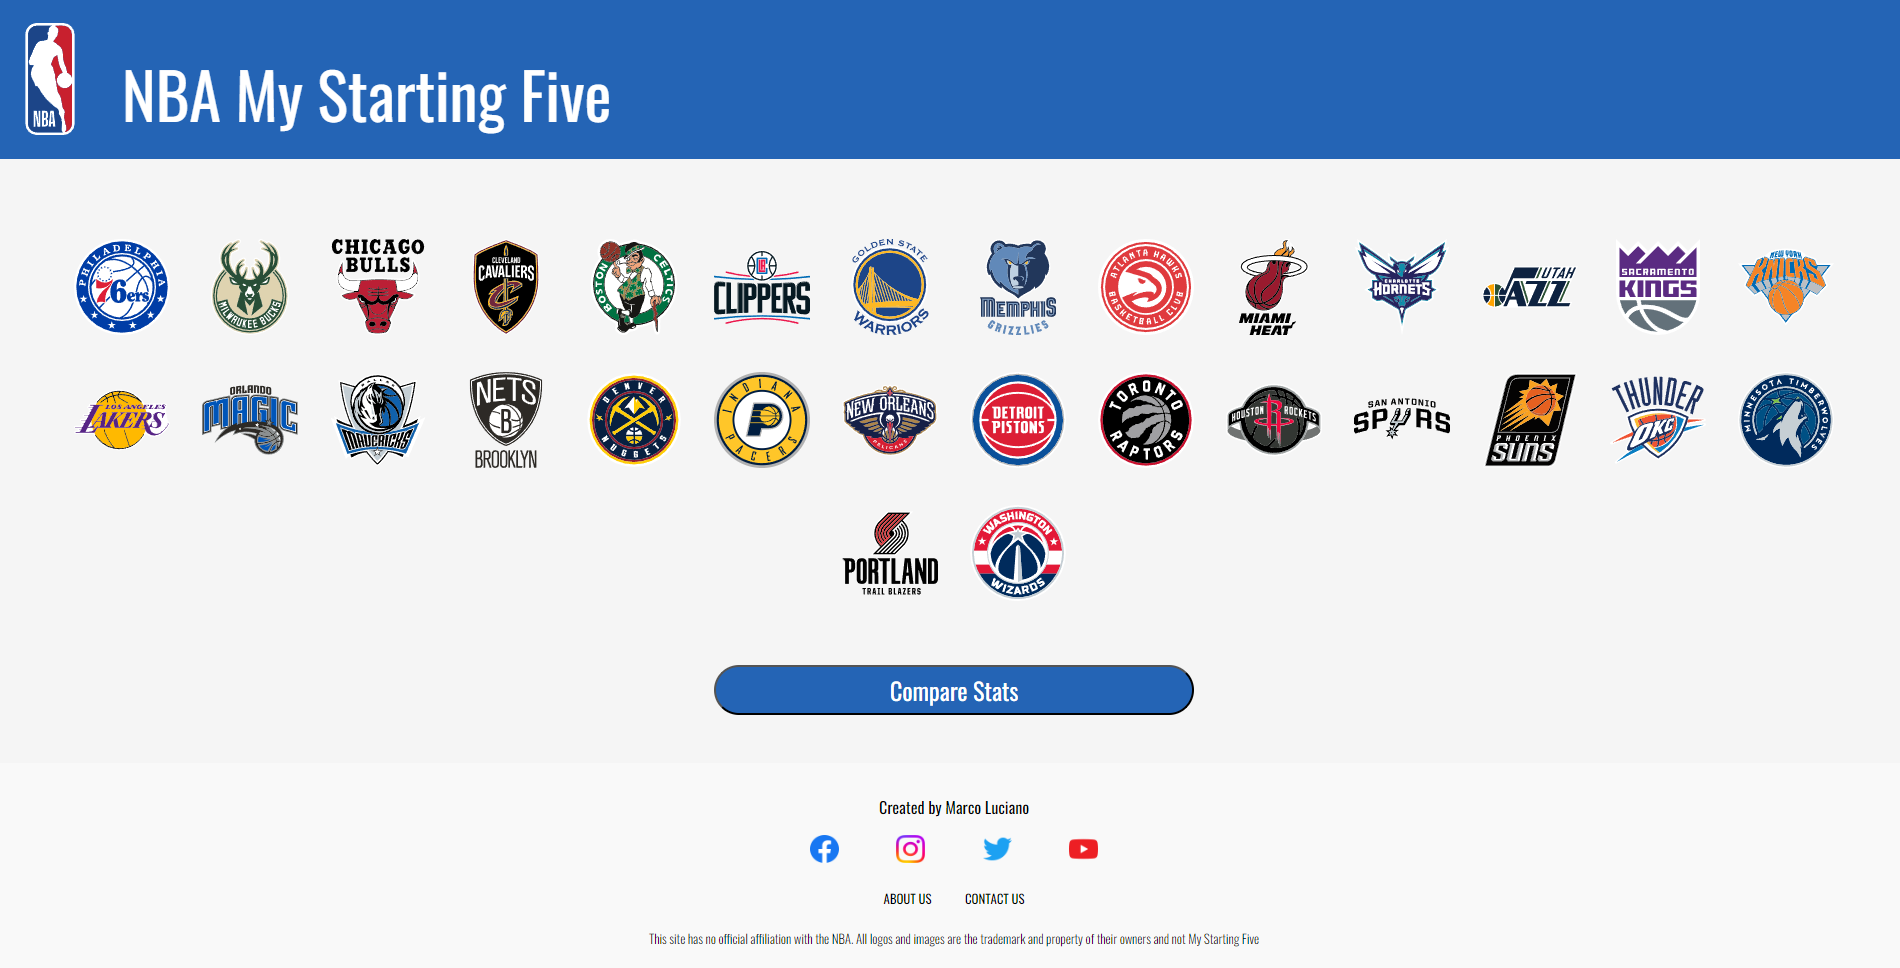 NBA
NBA My Starting Five
PHILADELPHIA
76ers
MILWAUKEE BUCKS
CHICAGO
BULLS
CLEVELAND
CAVALIERS
BOSTON CELTICS
CLIPPERS
GOLDEN STATE
WARRIORS
MEMPHIS
GRIZZLIES
ATLANTA HAWKS
BASKETBALL CLUB
MIAMI
HEAT
CHARLOTTE
HORNETS
UTAH
JAZZ
SACRAMENTO
KINGS
NEW YORK
KNICKS
LOS ANGELES
LAKERS
ORLANDO
MAGIC
MAVERICKS
NETS
B
BROOKLYN
DENVER
NUGGETS
INDIANA
PACERS
NEW ORLEANS
PELICANS
DETROIT
PISTONS
TORONTO
RAPTORS
HOUSTON R ROCKETS
SAN ANTONIO
SPURS
PHOENIX
SUNS
THUNDER
OKC
MINNESOTA TIMBERWOLVES
PORTLAND
TRAIL BLAZERS
WASHINGTON
WIZARDS
Compare Stats
Created by Marco Luciano
ABOUT US CONTACT US
This site has no official affiliation with the NBA. All logos and images are the trademark and property of their owners and not My Starting Five